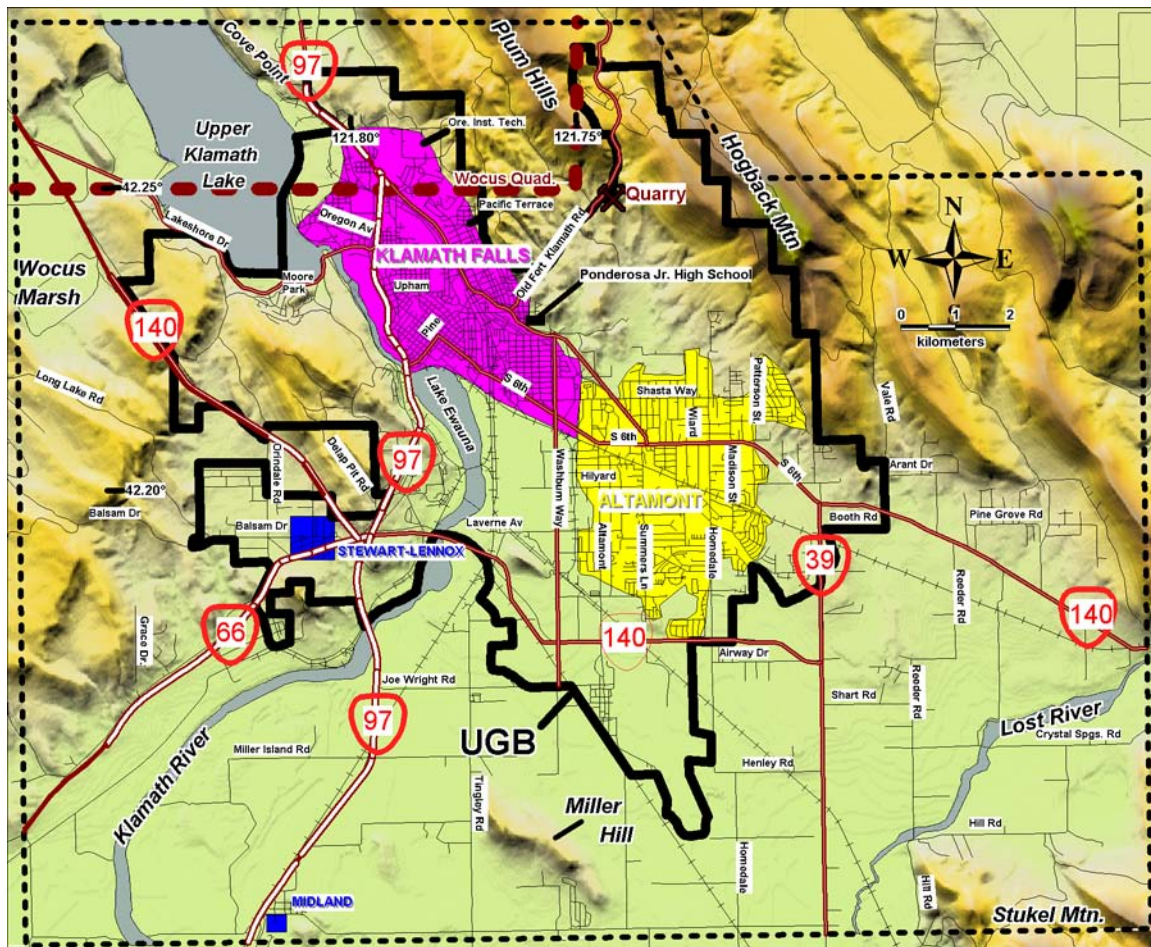 97
Cove Point
Plum Hills
Ore. Inst. Tech.
121.80°
121.75°
Upper
Klamath
Lake
Hogback Mtn
42.25°
Wocus Quad.
Quarry
Pacific Terrace
Lakeshore Dr
Oregon Av
Old Fort Klamath Rd
N
W
E
S
KLAMATH FALLS
Wocus
Marsh
Moore
Park
Upham
Ponderosa Jr. High School
140
Pine
0 1 2
kilometers
Long Lake Rd
Lake Ewauna
S 6th
Shasta Way
Patterson St.
Vale Rd
Wiard
Orindale Rd
Delap Pit Rd
97
S 6th
Madison St
S 6th
Washburn Way
Hilyard
Arant Dr
42.20°
Balsam Dr
ALTAMONT
Balsam Dr
Laverne Av
Booth Rd
Pine Grove Rd
STEWART-LENNOX
Altamont
Summers Ln
Homedale
39
Reeder Rd
66
Grace Dr.
140
140
Airway Dr
Joe Wright Rd
Shart Rd
Reeder Rd
97
Lost River
Crystal Spgs. Rd
UGB
Klamath River
Miller Island Rd
Henley Rd
Tingloy Rd
Miller
Hill
Hill Rd
Homedale
Hill Rd
MIDLAND
Stukel Mtn.